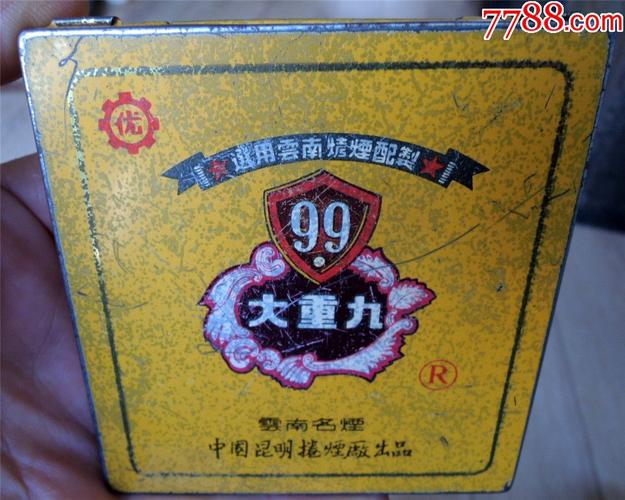 7788.com
优
選用雲南烤煙配製
99
大重九
®
雲南名煙
中国昆明捲煙廠出品